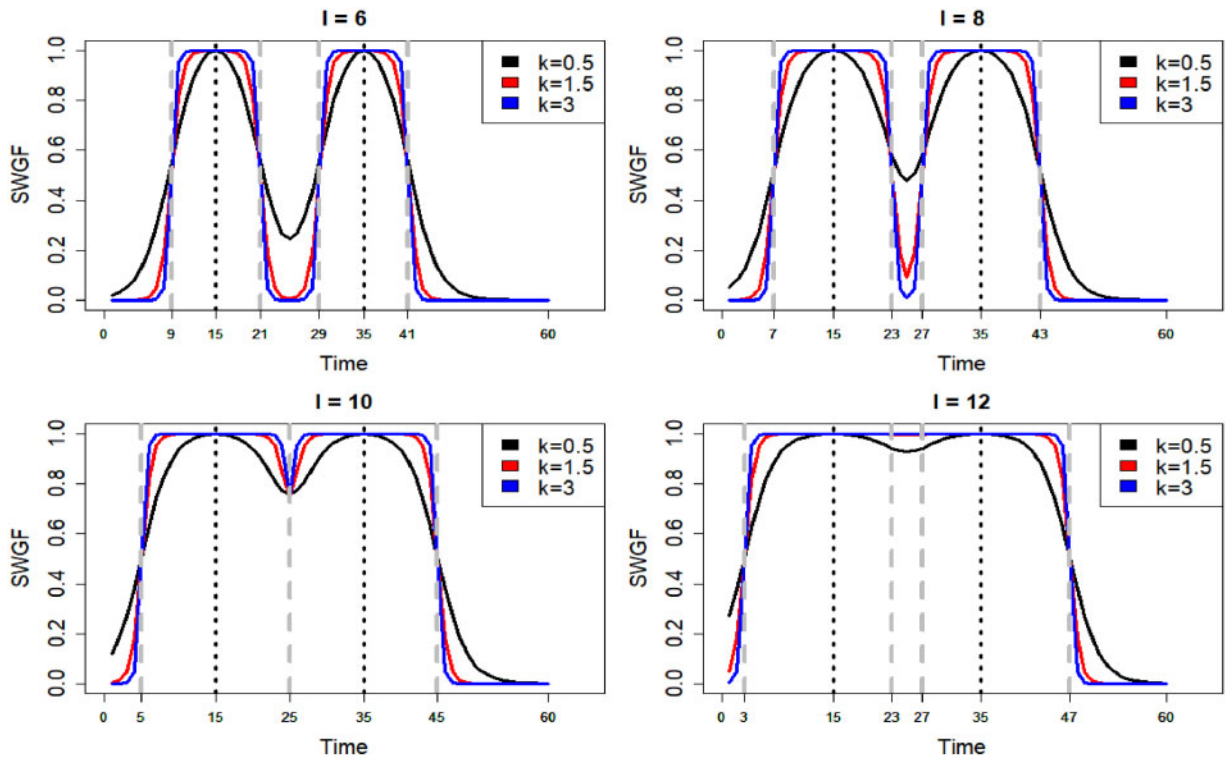 l = 6
SWGF
1.0
0.8
0.6
0.4
0.2
0.0
k=0.5
k=1.5
k=3
0 9 15 21 29 35 41 60
Time
l = 8
SWGF
1.0
0.8
0.6
0.4
0.2
0.0
k=0.5
k=1.5
k=3
0 7 15 23 27 35 43 60
Time
l = 10
SWGF
1.0
0.8
0.6
0.4
0.2
0.0
k=0.5
k=1.5
k=3
0 5 15 25 35 45 60
Time
l = 12
SWGF
1.0
0.8
0.6
0.4
0.2
0.0
k=0.5
k=1.5
k=3
0 3 15 23 27 35 47 60
Time